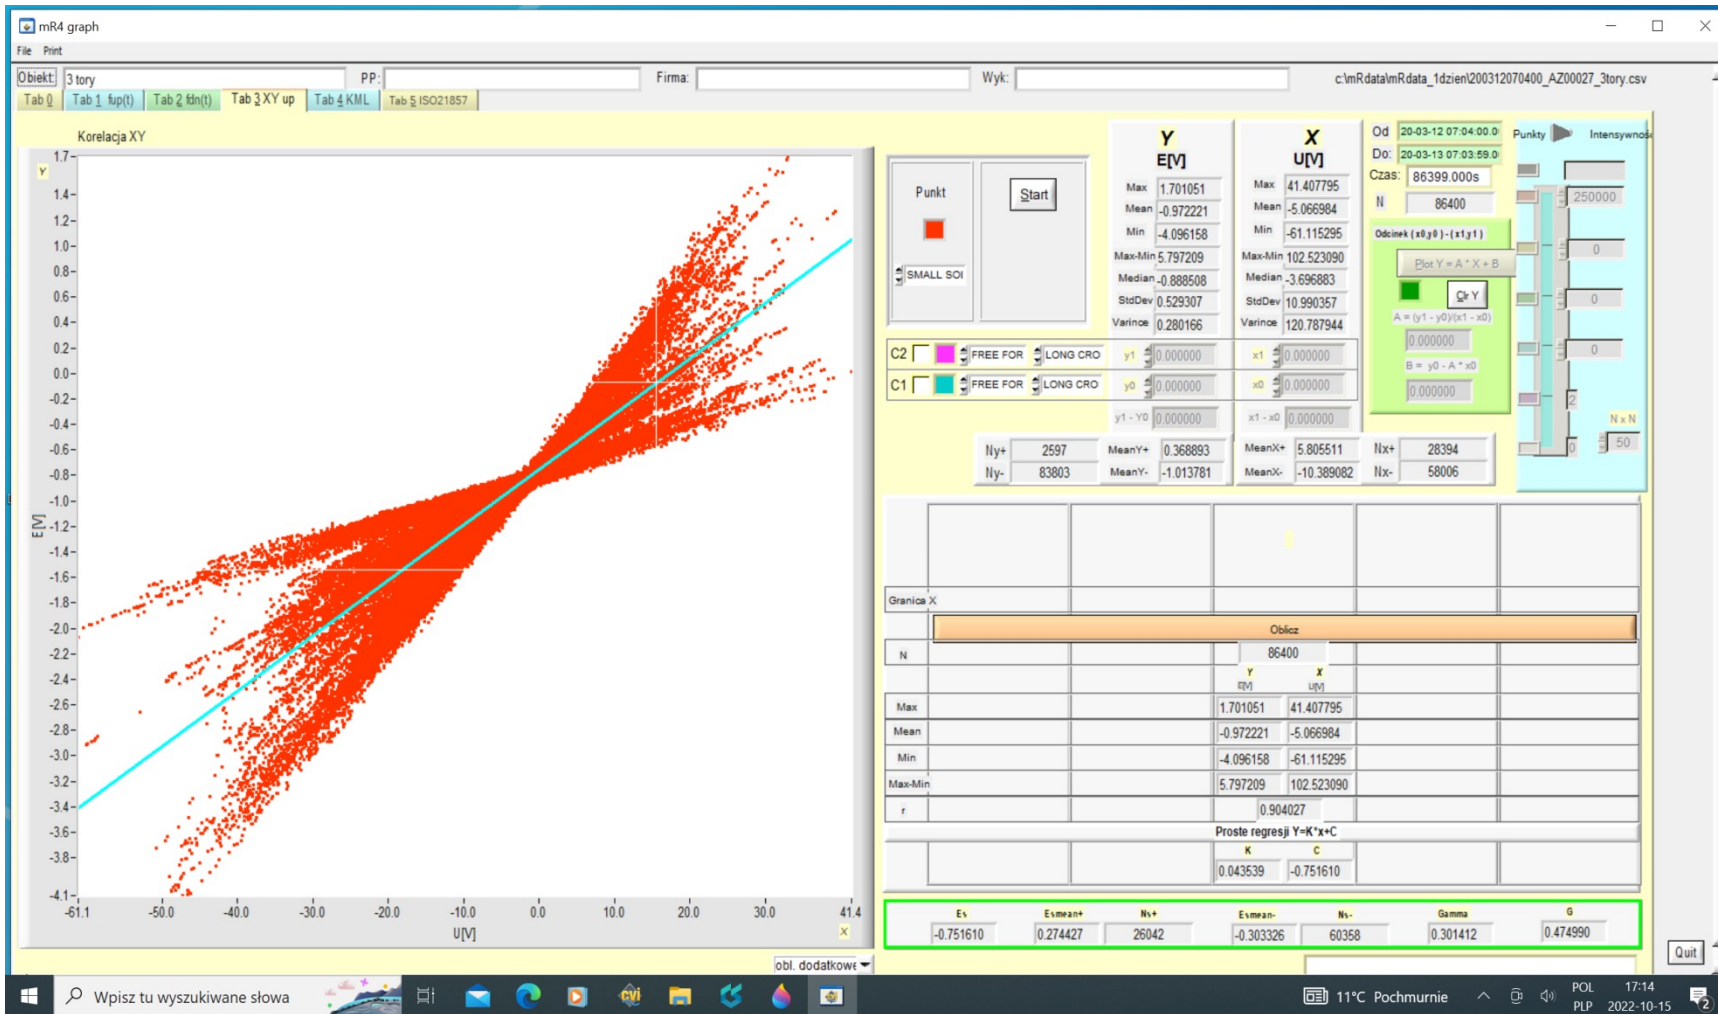 mR4 graph
File Print
Obiekt: 3 tory PP: Firma: Wyk: c:\mRdata\mRdata_1dzien\200312070400_AZ00027_3tory.csv
Tab 0 Tab 1 fup(t) Tab 2 fdn(t) Tab 3 XY up Tab 4 KML Tab 5 ISO21857
Korelacja XY
Y
1.7
1.4
1.2
1.0
0.8
0.6
0.4
0.2
0.0
-0.2
-0.4
-0.6
-0.8
-1.0
-1.2
-1.4
-1.6
-1.8
-2.0
-2.2
-2.4
-2.6
-2.8
-3.0
-3.2
-3.4
-3.6
-3.8
-4.1
E[V]
-61.1 -50.0 -40.0 -30.0 -20.0 -10.0 0.0 10.0 20.0 30.0 41.4
U[V] X
obl. dodatkowe
Punkt
SMALL SOI
Start
Y X
E[V] U[V]
Max 1.701051 Max 41.407795
Mean -0.972221 Mean -5.066984
Min -4.096158 Min -61.115295
Max-Min 5.797209 Max-Min 102.523090
Median -0.888508 Median -3.696883
StdDev 0.529307 StdDev 10.990357
Varince 0.280166 Varince 120.787944
C2 FREE FOR LONG CRO y1 0.000000 x1 0.000000
C1 FREE FOR LONG CRO y0 0.000000 x0 0.000000
y1 - Y0 0.000000 x1 - x0 0.000000
Ny+ 2597 MeanY+ 0.368893 MeanX+ 5.805511 Nx+ 28394
Ny- 83803 MeanY- -1.013781 MeanX- -10.389082 Nx- 58006
Od 20-03-12 07:04:00.0
Do: 20-03-13 07:03:59.0
Czas: 86399.000s
N 86400
Odcinek ( x0,y0 ) - ( x1,y1 )
Plot Y = A * X + B
Clr Y
A = (y1 - y0)/(x1 - x0)
0.000000
B = y0 - A * x0
0.000000
Punkty Intensywnoś
250000
0
0
0
2
0
N x N
50
Granica X
Oblicz
N 86400
Y X
E[V] U[V]
Max 1.701051 41.407795
Mean -0.972221 -5.066984
Min -4.096158 -61.115295
Max-Min 5.797209 102.523090
r 0.904027
Proste regresji Y=K*x+C
K C
0.043539 -0.751610
Es Esmean+ Ns+ Esmean- Ns- Gamma G
-0.751610 0.274427 26042 -0.303326 60358 0.301412 0.474990
Quit
Wpisz tu wyszukiwane słowa
cvi
11°C Pochmurnie
POL
PLP
17:14
2022-10-15
2